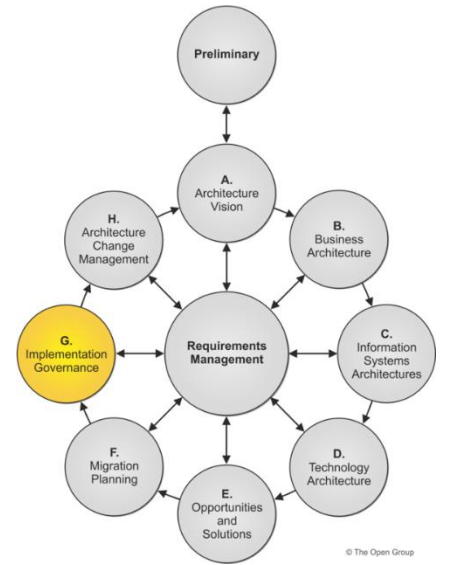 Preliminary
A.
Architecture
Vision
B.
Business
Architecture
C.
Information
Systems
Architectures
D.
Technology
Architecture
E.
Opportunities
and
Solutions
F.
Migration
Planning
G.
Implementation
Governance
H.
Architecture
Change
Management
Requirements
Management
© The Open Group